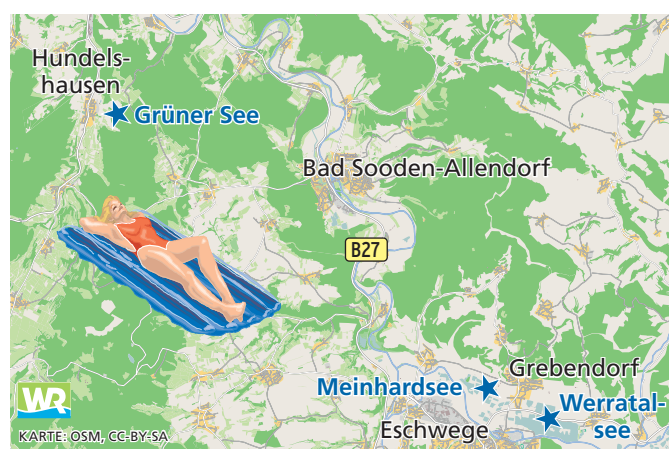 Hundels-
hausen
Grüner See
Bad Sooden-Allendorf
B27
Grebendorf
Meinhardsee
Werratal-
see
Eschwege
WR
KARTE: OSM, CC-BY-SA